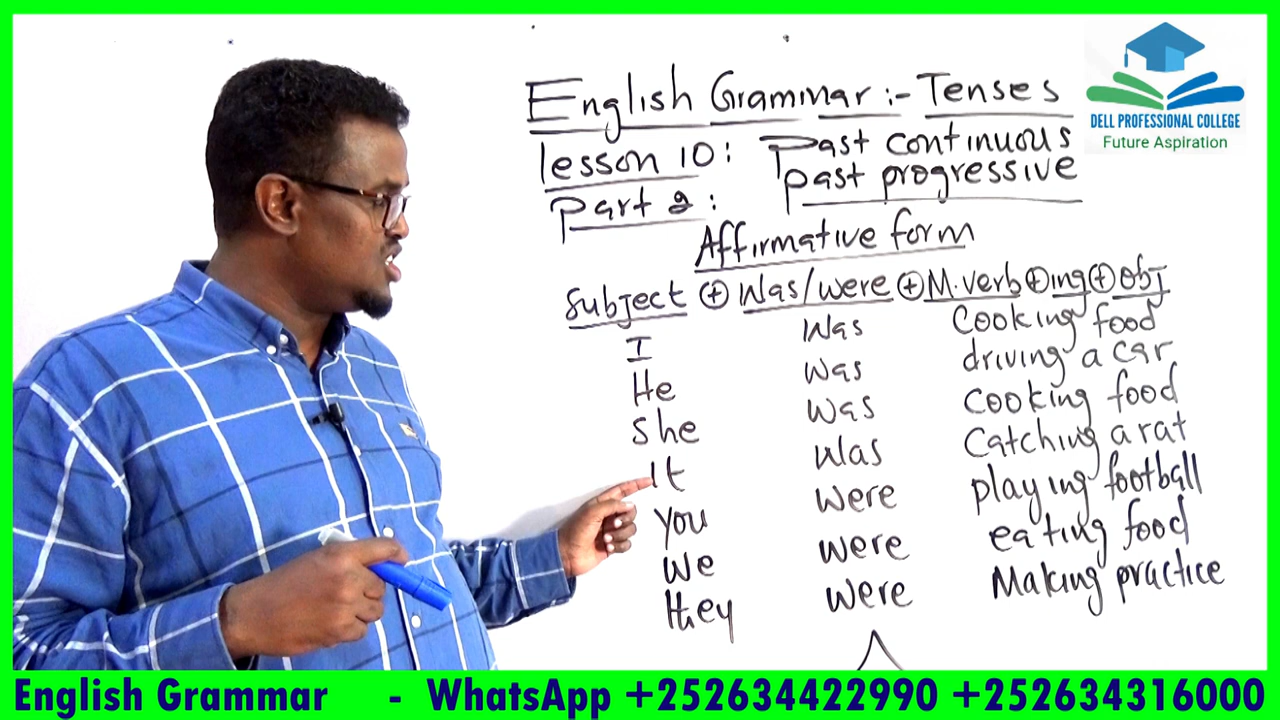 English Grammar :- Tenses
lesson 10: Past continuous
past progressive
Part 2:
Affirmative form
Subject + Was/were + M.verb + ing + obj
I was Cooking food
He was driving a car
She was Cooking food
It was Catching a rat
you were playing football
we were eating food
they were Making practice
DELL PROFESSIONAL COLLEGE
Future Aspiration
English Grammar - WhatsApp +252634422990 +252634316000